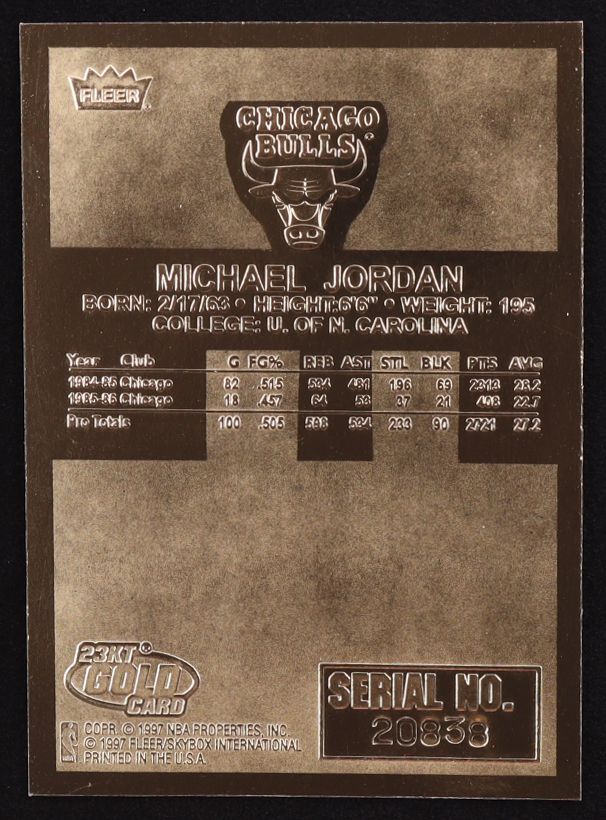 FLEER
CHICAGO
BULLS
MICHAEL JORDAN
BORN: 2/17/63 • HEIGHT:6'6" • WEIGHT: 195
COLLEGE: U. OF N. CAROLINA
Year Club G FG% REB AST STL BLK PTS AVG
1984-85 Chicago 82 .515 534 481 196 69 2313 28.2
1985-86 Chicago 18 .457 64 53 37 21 408 22.7
Pro Totals 100 .505 598 534 233 90 2721 27.2
23KT®
GOLD
CARD
SERIAL NO.
20838
COPR. © 1997 NBA PROPERTIES, INC.
© 1997 FLEER/SKYBOX INTERNATIONAL
PRINTED IN THE U.S.A.